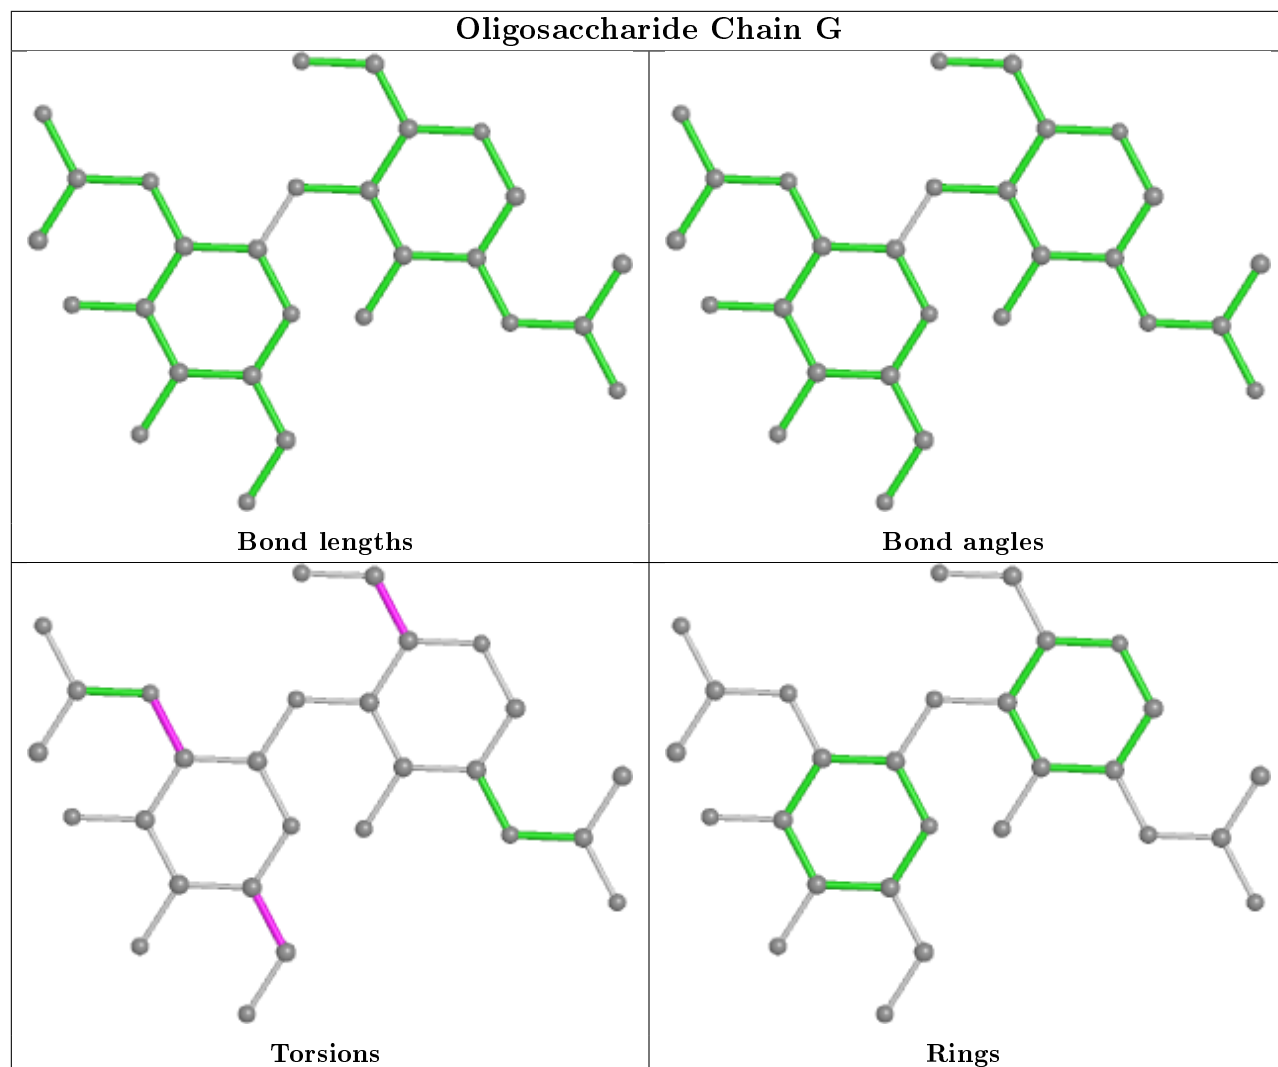 Oligosaccharide Chain G
Bond lengths
Bond angles
Torsions
Rings